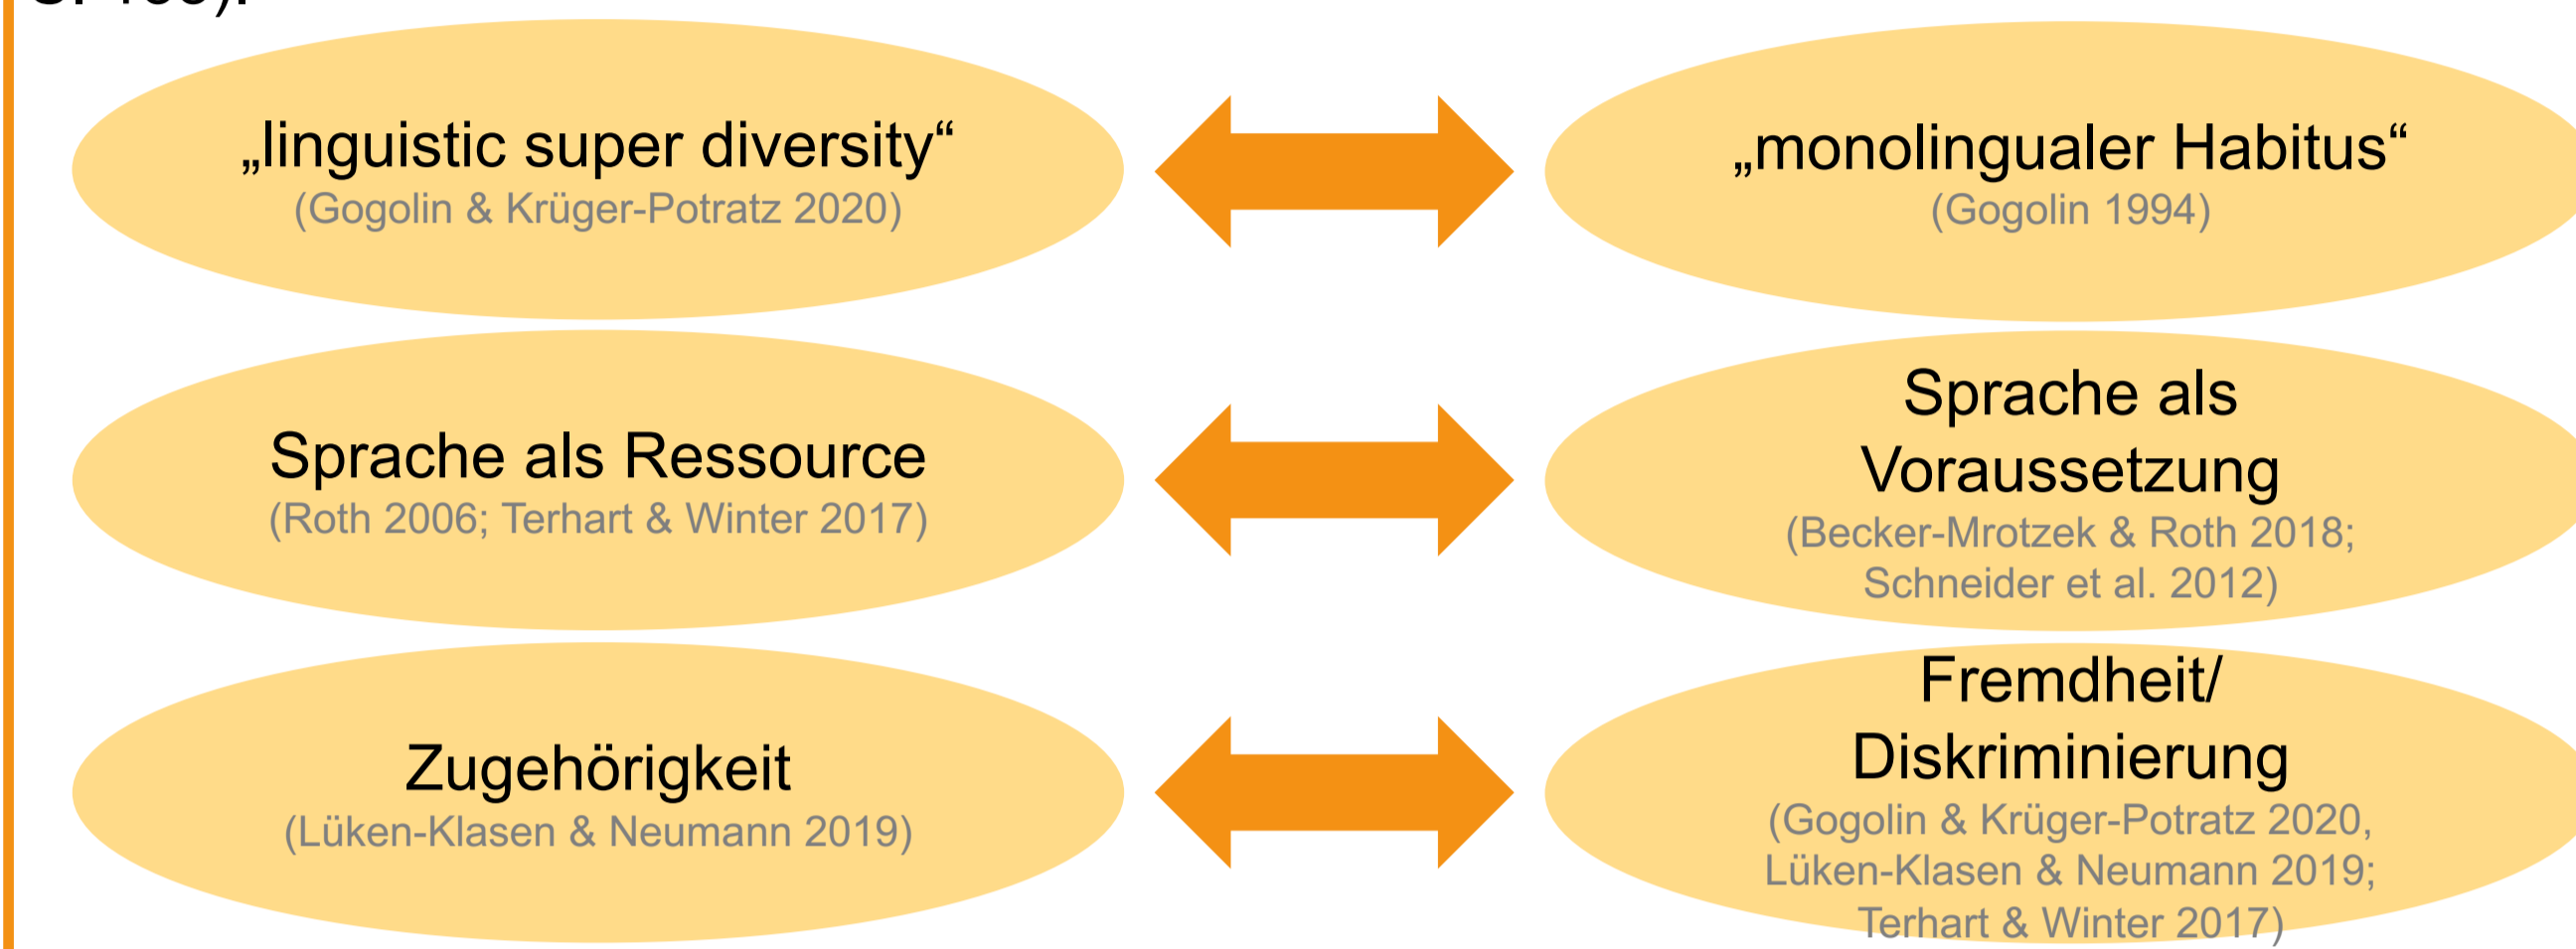 „linguistic super diversity“
(Gogolin & Krüger-Potratz 2020)
„monolingualer Habitus“
(Gogolin 1994)
Sprache als Ressource
(Roth 2006; Terhart & Winter 2017)
Sprache als
Voraussetzung
(Becker-Mrotzek & Roth 2018;
Schneider et al. 2012)
Zugehörigkeit
(Lüken-Klasen & Neumann 2019)
Fremdheit/
Diskriminierung
(Gogolin & Krüger-Potratz 2020,
Lüken-Klasen & Neumann 2019;
Terhart & Winter 2017)